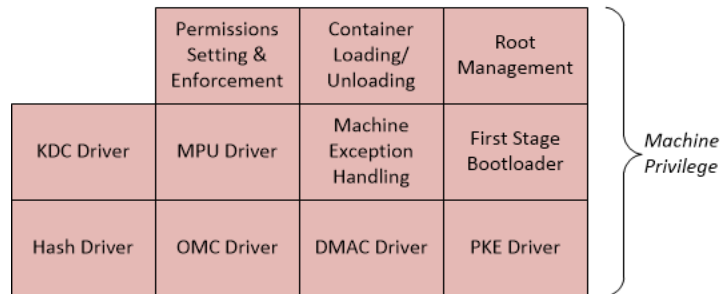 Permissions
Setting &
Enforcement
Container
Loading/
Unloading
Root
Management
KDC Driver
MPU Driver
Machine
Exception
Handling
First Stage
Bootloader
Machine
Privilege
Hash Driver
OMC Driver
DMAC Driver
PKE Driver